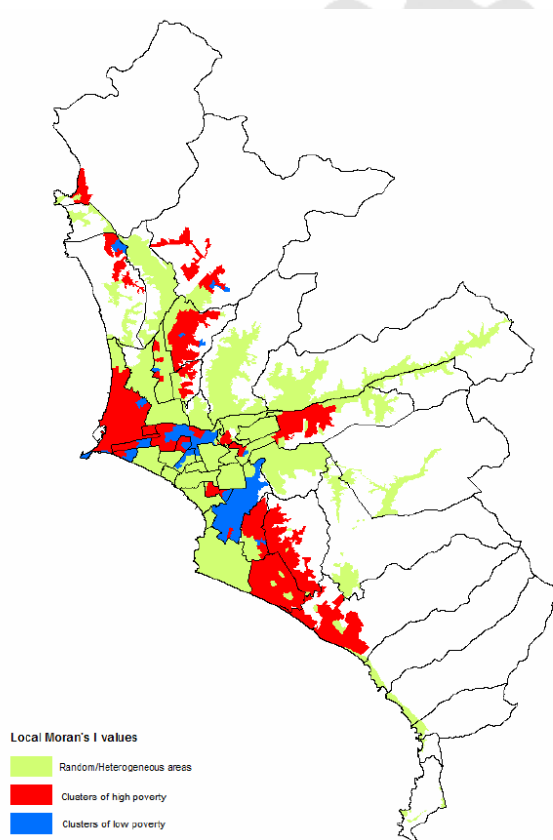 Local Moran's I values
Random/Heterogeneous areas
Clusters of high poverty
Clusters of low poverty